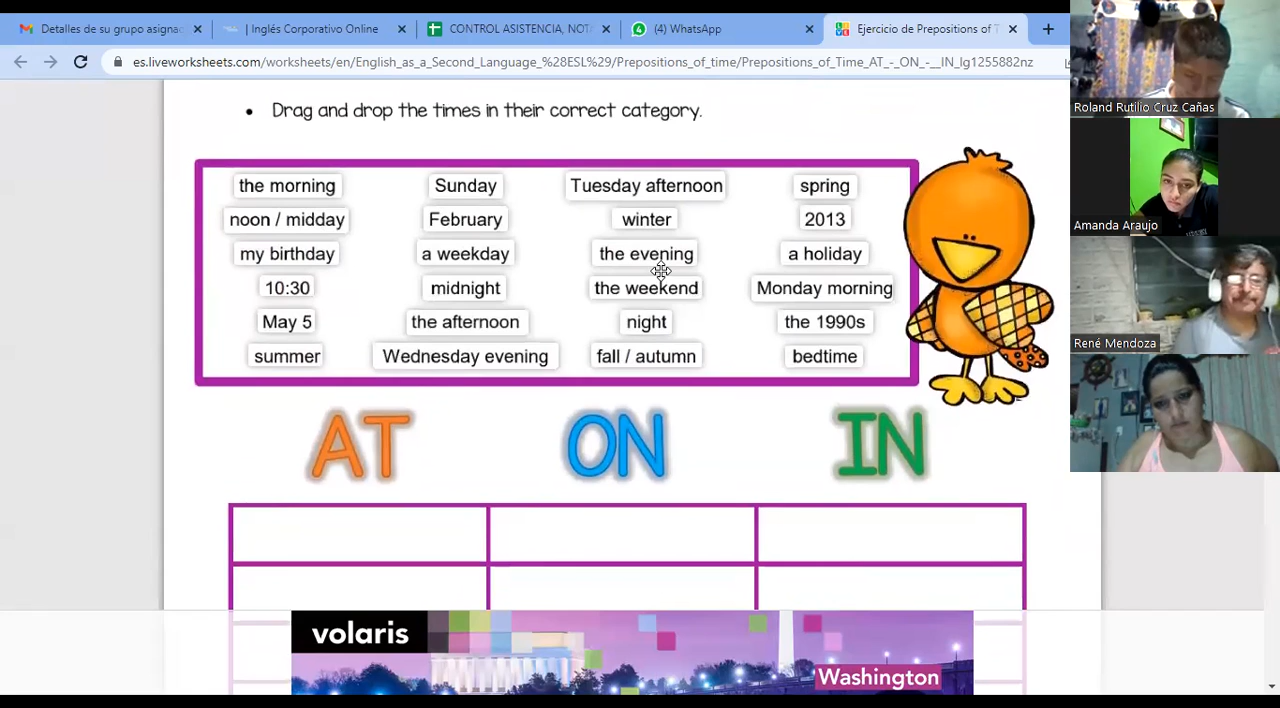 Detalles de su grupo asigna
Inglés Corporativo Online
CONTROL ASISTENCIA, NOT
(4) WhatsApp
Ejercicio de Prepositions of T
es.liveworksheets.com/worksheets/en/English_as_a_Second_Language_%28ESL%29/Prepositions_of_time/Prepositions_of_Time_AT_-_ON_-__IN_lg1255882nz
Drag and drop the times in their correct category.
the morning Sunday Tuesday afternoon spring
noon / midday February winter 2013
my birthday a weekday the evening a holiday
10:30 midnight the weekend Monday morning
May 5 the afternoon night the 1990s
summer Wednesday evening fall / autumn bedtime
AT ON IN
volaris
Washington
Roland Rutilio Cruz Cañas
Amanda Araujo
René Mendoza